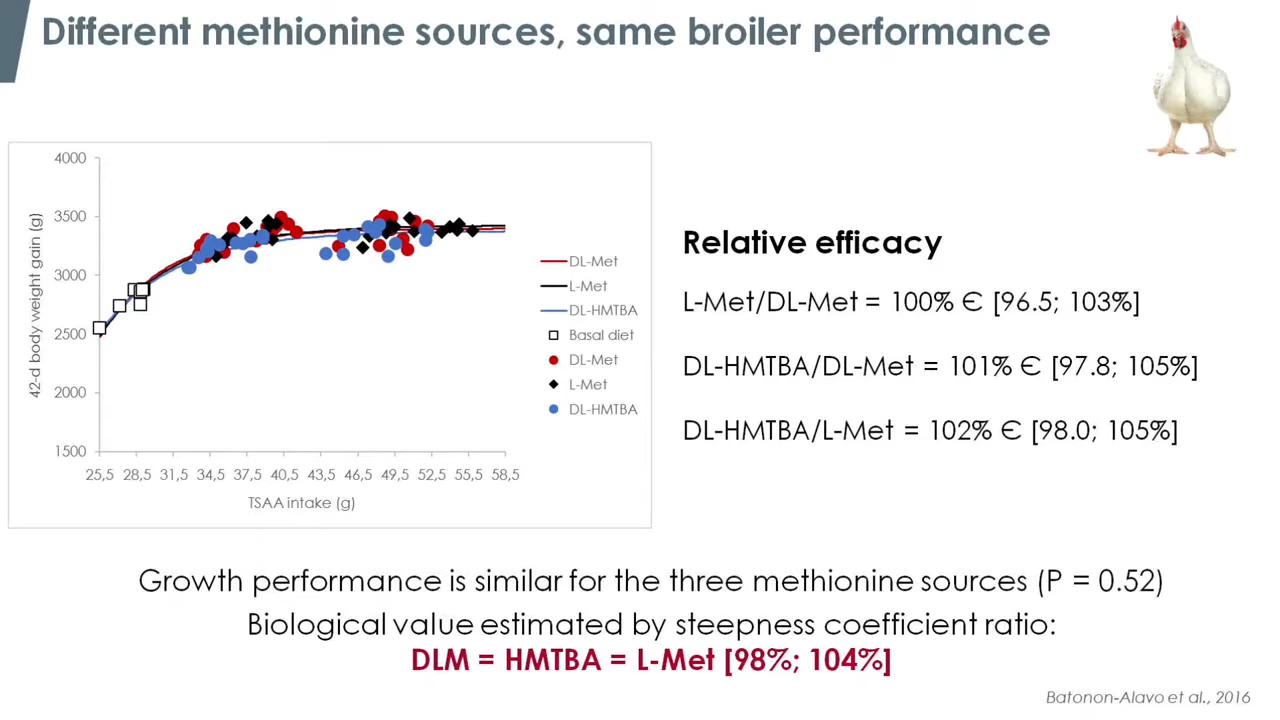 Different methionine sources, same broiler performance
4000
3500
3000
2500
2000
1500
42-d body weight gain (g)
25,5 28,5 31,5 34,5 37,5 40,5 43,5 46,5 49,5 52,5 55,5 58,5
TSAA intake (g)
DL-Met
L-Met
DL-HMTBA
Basal diet
DL-Met
L-Met
DL-HMTBA
Relative efficacy
L-Met/DL-Met = 100% Є [96.5; 103%]
DL-HMTBA/DL-Met = 101% Є [97.8; 105%]
DL-HMTBA/L-Met = 102% Є [98.0; 105%]
Growth performance is similar for the three methionine sources (P = 0.52)
Biological value estimated by steepness coefficient ratio:
DLM = HMTBA = L-Met [98%; 104%]
Batonon-Alavo et al., 2016